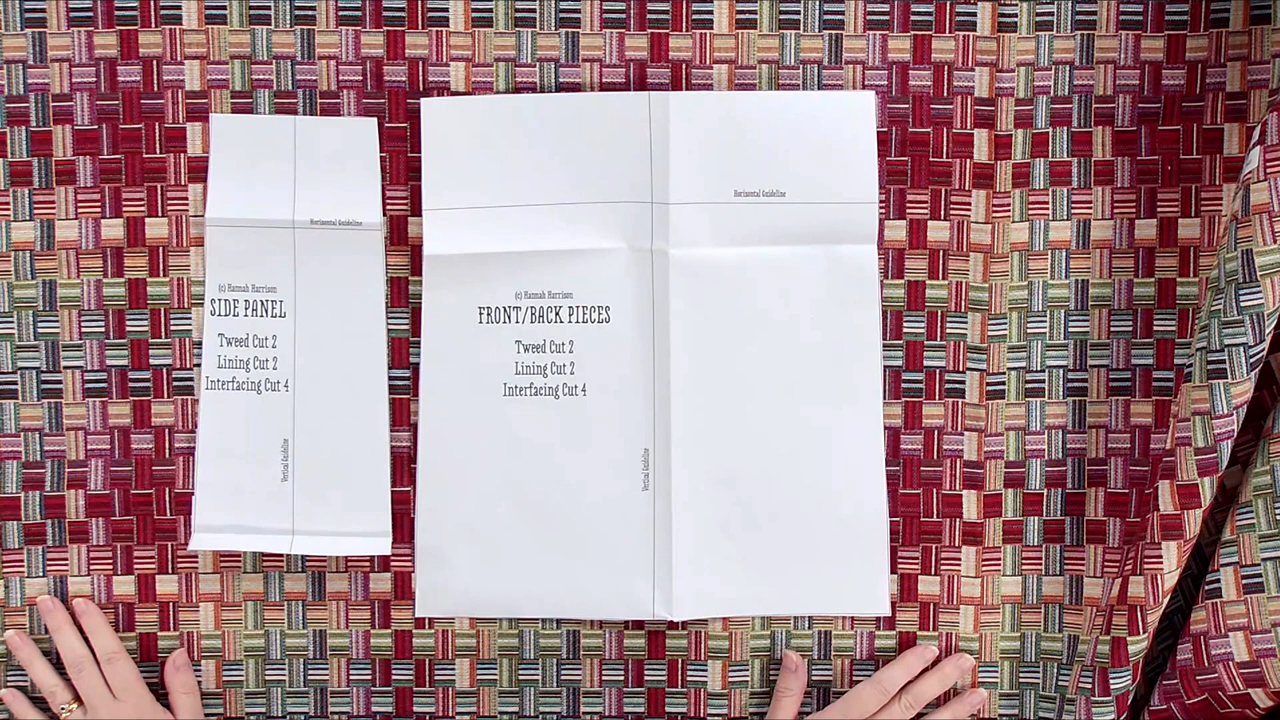 Horizontal Guideline
(c) Hannah Harrison
SIDE PANEL
Tweed Cut 2
Lining Cut 2
Interfacing Cut 4
Vertical Guideline
Horizontal Guideline
(c) Hannah Harrison
FRONT/BACK PIECES
Tweed Cut 2
Lining Cut 2
Interfacing Cut 4
Vertical Guideline